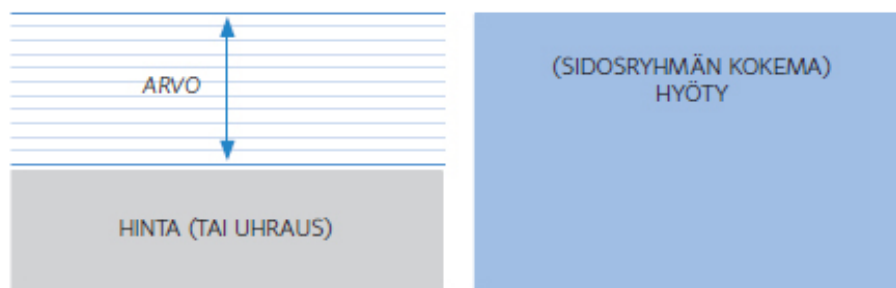 ARVO
HINTA (TAI UHRAUS)
(SIDOSRYHMÄN KOKEMA)
HYÖTY